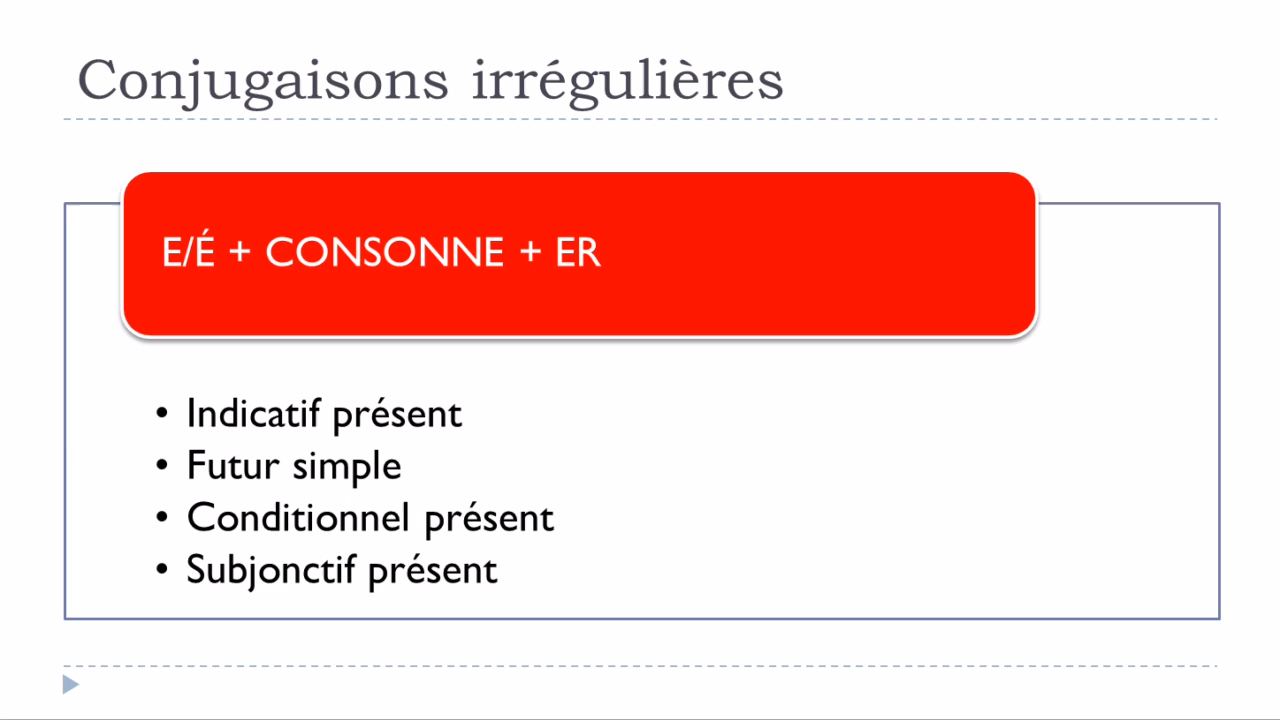 Conjugaisons irrégulières
E/É + CONSONNE + ER
• Indicatif présent
• Futur simple
• Conditionnel présent
• Subjonctif présent